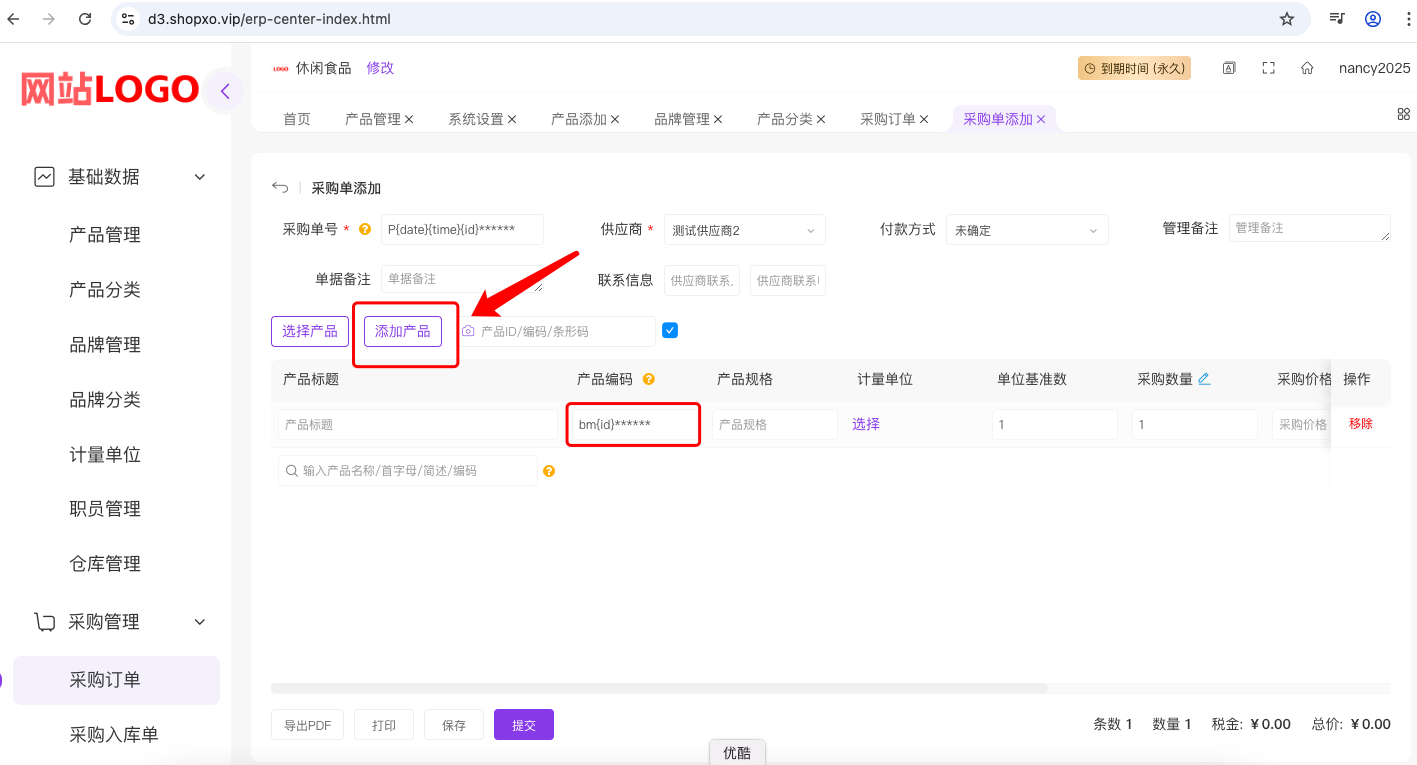 d3.shopxo.vip/erp-center-index.html
网站LOGO
LOGO 休闲食品 修改 到期时间 (永久) nancy2025
首页 产品管理 系统设置 产品添加 品牌管理 产品分类 采购订单 采购单添加
基础数据
产品管理
产品分类
品牌管理
品牌分类
计量单位
职员管理
仓库管理
采购管理
采购订单
采购入库单
采购单添加
采购单号 * P{date}{time}{id}****** 供应商 * 测试供应商2 付款方式 未确定 管理备注 管理备注
单据备注 单据备注 联系信息 供应商联系 供应商联系
选择产品 添加产品 产品ID/编码/条形码
产品标题 产品编码 产品规格 计量单位 单位基准数 采购数量 采购价格 操作
产品标题 bm{id}****** 产品规格 选择 1 1 采购价格 移除
输入产品名称/首字母/简述/编码
导出PDF 打印 保存 提交 条数 1 数量 1 税金: ¥0.00 总价: ¥0.00
优酷